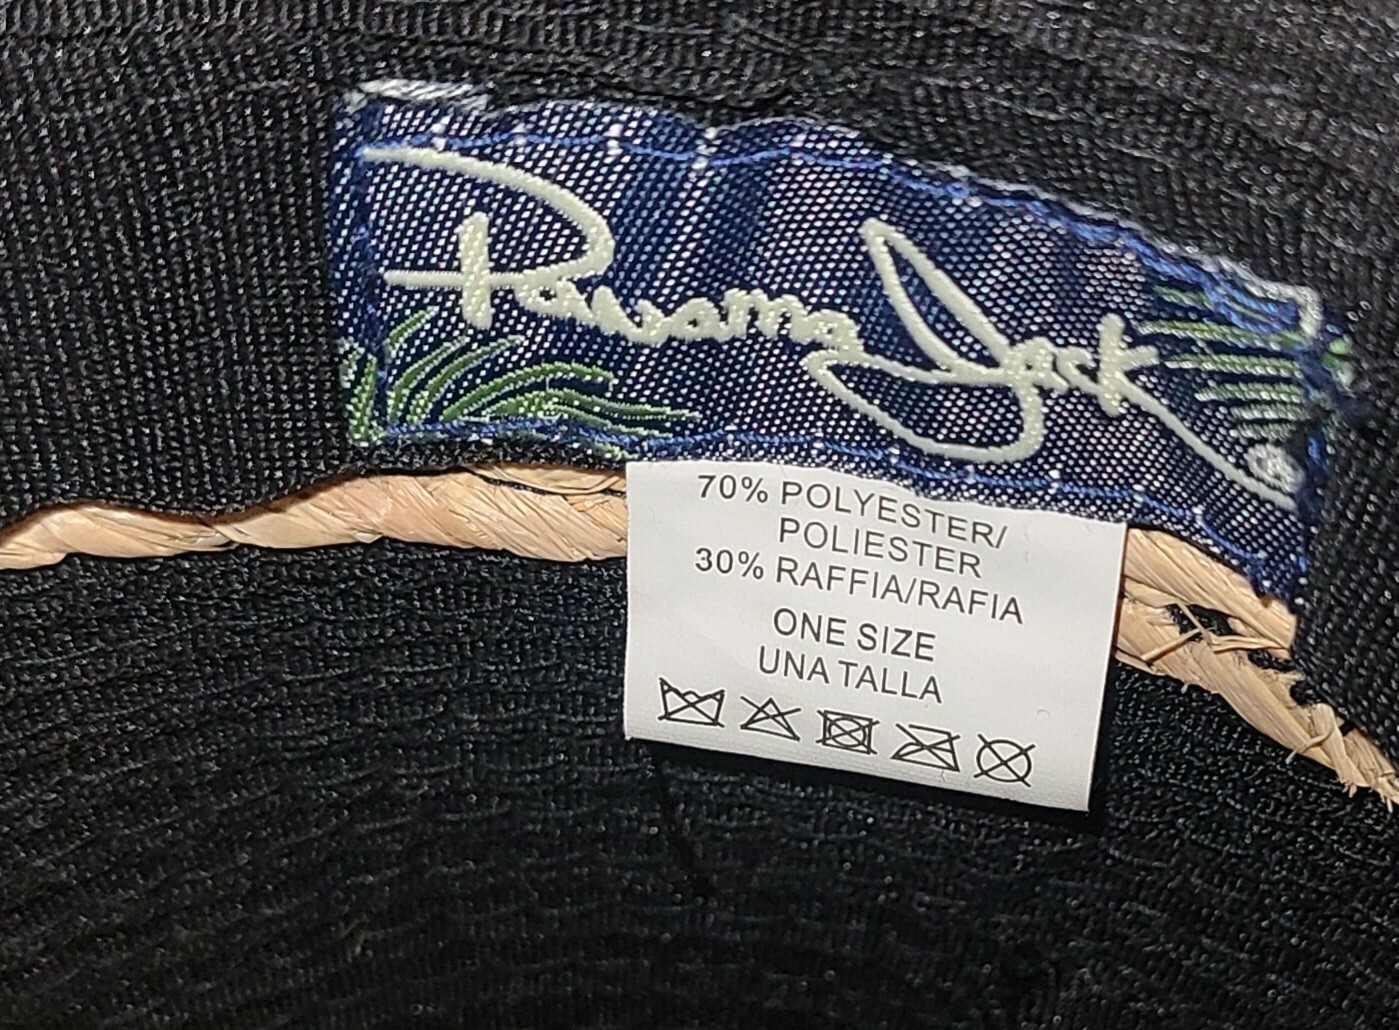 Panama Jack ®
70% POLYESTER/
POLIESTER
30% RAFFIA/RAFIA
ONE SIZE
UNA TALLA